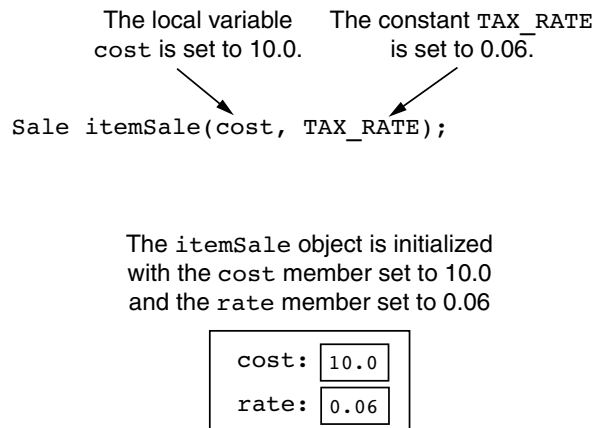 The local variable
cost is set to 10.0.
The constant TAX_RATE
is set to 0.06.
Sale itemSale(cost, TAX_RATE);
The itemSale object is initialized
with the cost member set to 10.0
and the rate member set to 0.06
cost: 10.0
rate: 0.06